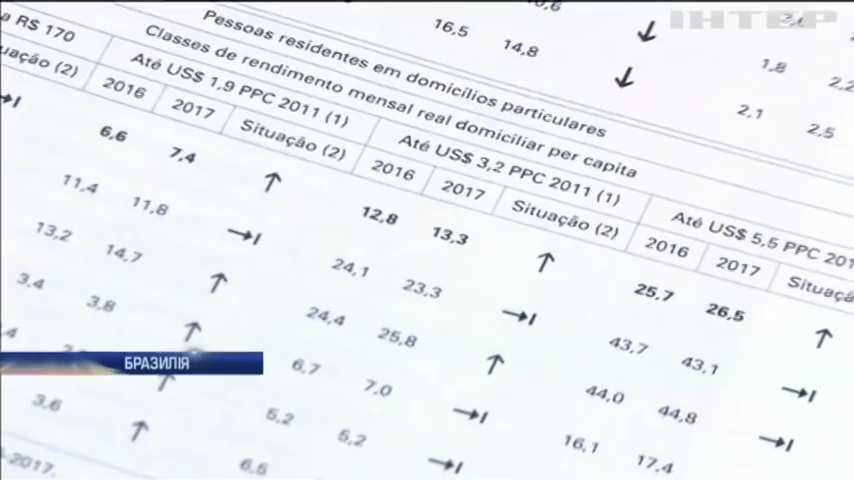 ІНТЕР
16,5 14,8
1,8 2,2
2,1 2,5
Pessoas residentes em domicílios particulares
Classes de rendimento mensal real domiciliar per capita
a R$ 170
Até US$ 1,9 PPC 2011 (1)
Até US$ 3,2 PPC 2011 (1)
Até US$ 5,5 PPC 201
uação (2) 2016 2017 Situação (2) 2016 2017 Situação (2) 2016 2017 Situaçã
→I 6,6 7,4 ↑ 12,8 13,3 ↑ 25,7 26,5 ↑
11,4 11,8 →I 24,1 23,3 →I 43,7 43,1 →I
13,2 14,7 ↑ 24,4 25,8 ↑ 44,0 44,8 →I
3,4 3,8 ↑ 6,7 7,0 →I 16,1 17,4
5,2 5,2 →I
3,6 ↑ 6,5
2017.
БРАЗИЛІЯ